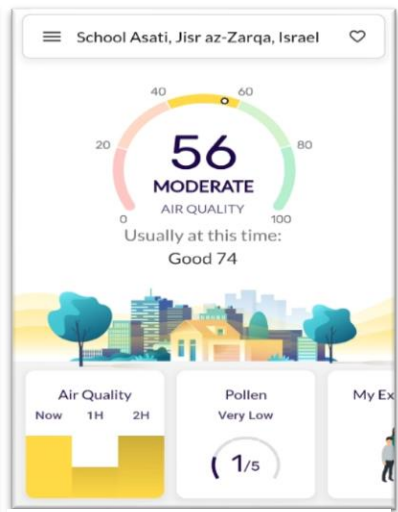 School Asati, Jisr az-Zarqa, Israel
40 60
20 80
56
MODERATE
AIR QUALITY
0 100
Usually at this time:
Good 74
Air Quality
Now 1H 2H
Pollen
Very Low
1/5
My Ex